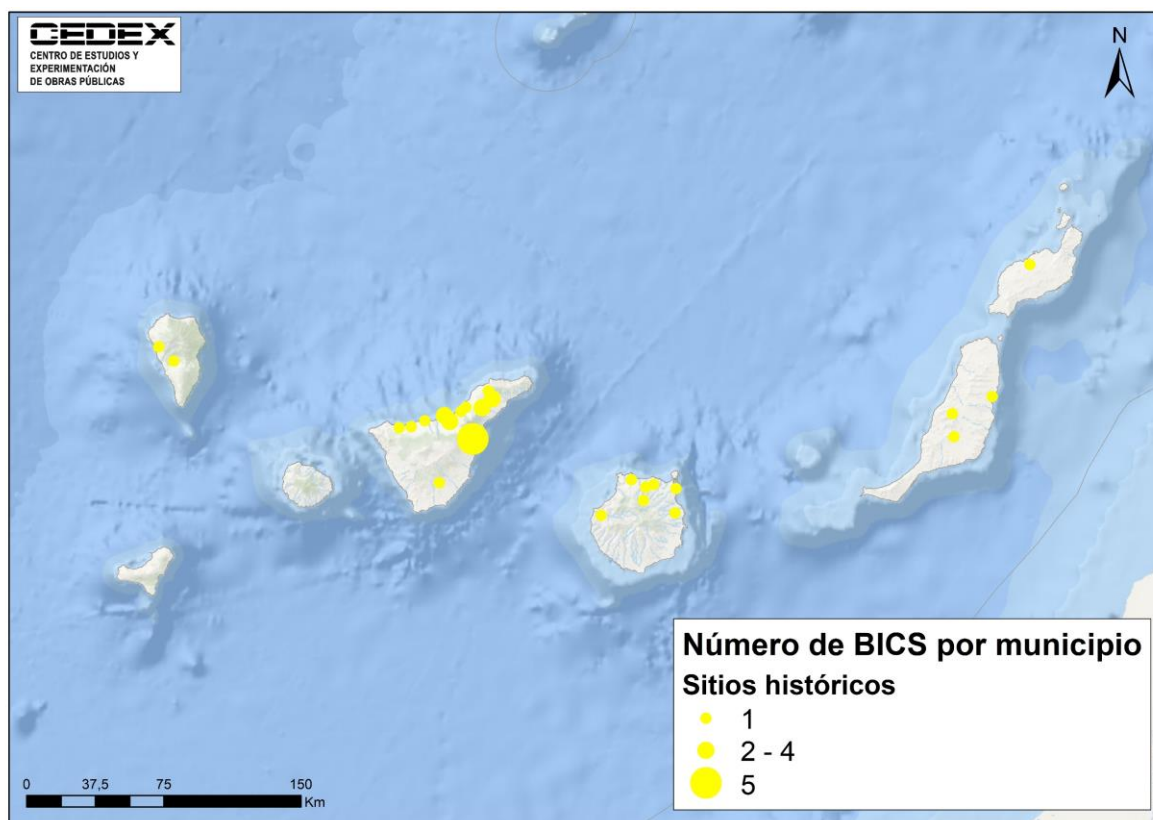 CEDEX
CENTRO DE ESTUDIOS Y
EXPERIMENTACIÓN
DE OBRAS PÚBLICAS
N
Número de BICS por municipio
Sitios históricos
1
2 - 4
5
0 37,5 75 150
Km